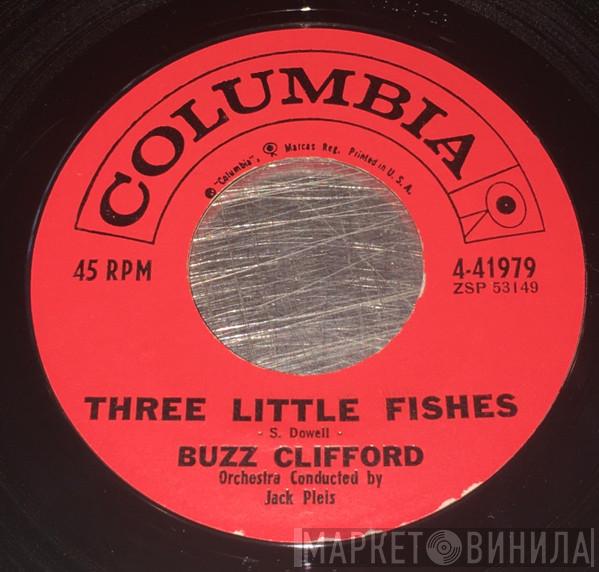 COLUMBIA
® "Columbia", Marcas Reg. Printed in U.S.A.
45 RPM
4-41979
ZSP 53149
THREE LITTLE FISHES
- S. Dowell -
BUZZ CLIFFORD
Orchestra Conducted by
Jack Pleis
МАРКЕТ ВИНИЛА